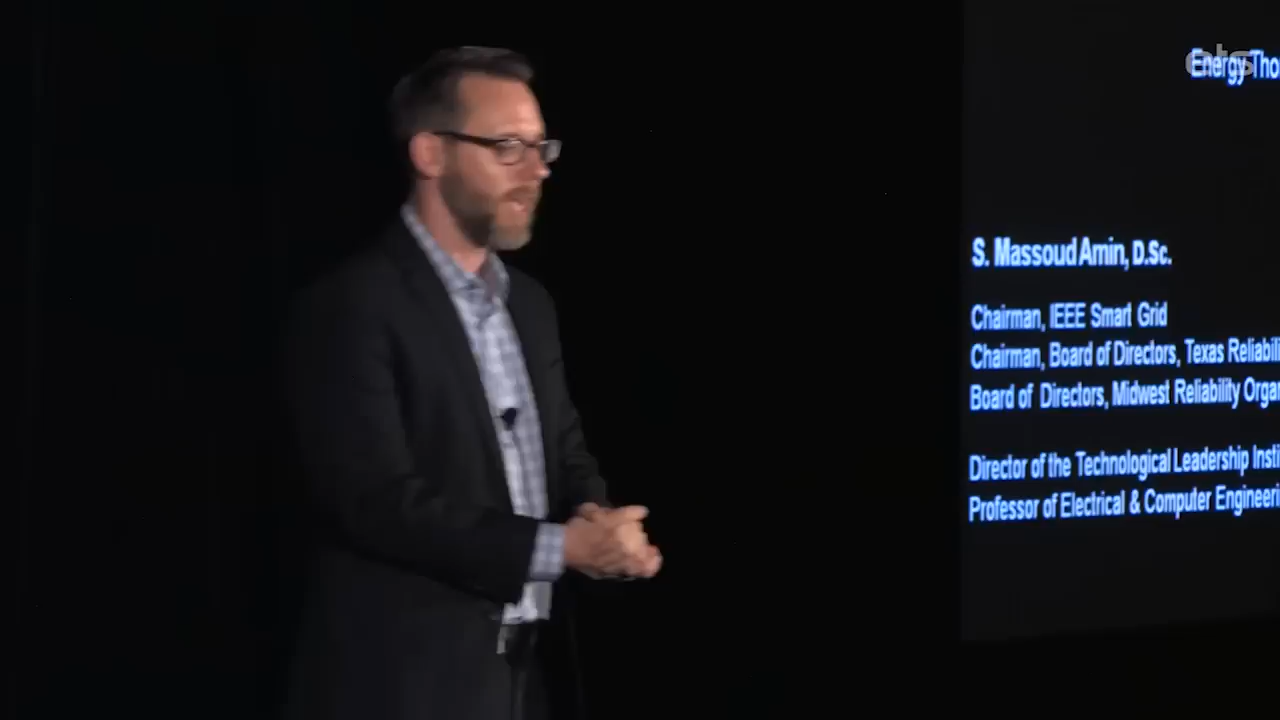 ets
Energy Tho
S. Massoud Amin, D.Sc.
Chairman, IEEE Smart Grid
Chairman, Board of Directors, Texas Reliabili
Board of Directors, Midwest Reliability Orga
Director of the Technological Leadership Insti
Professor of Electrical & Computer Engineeri